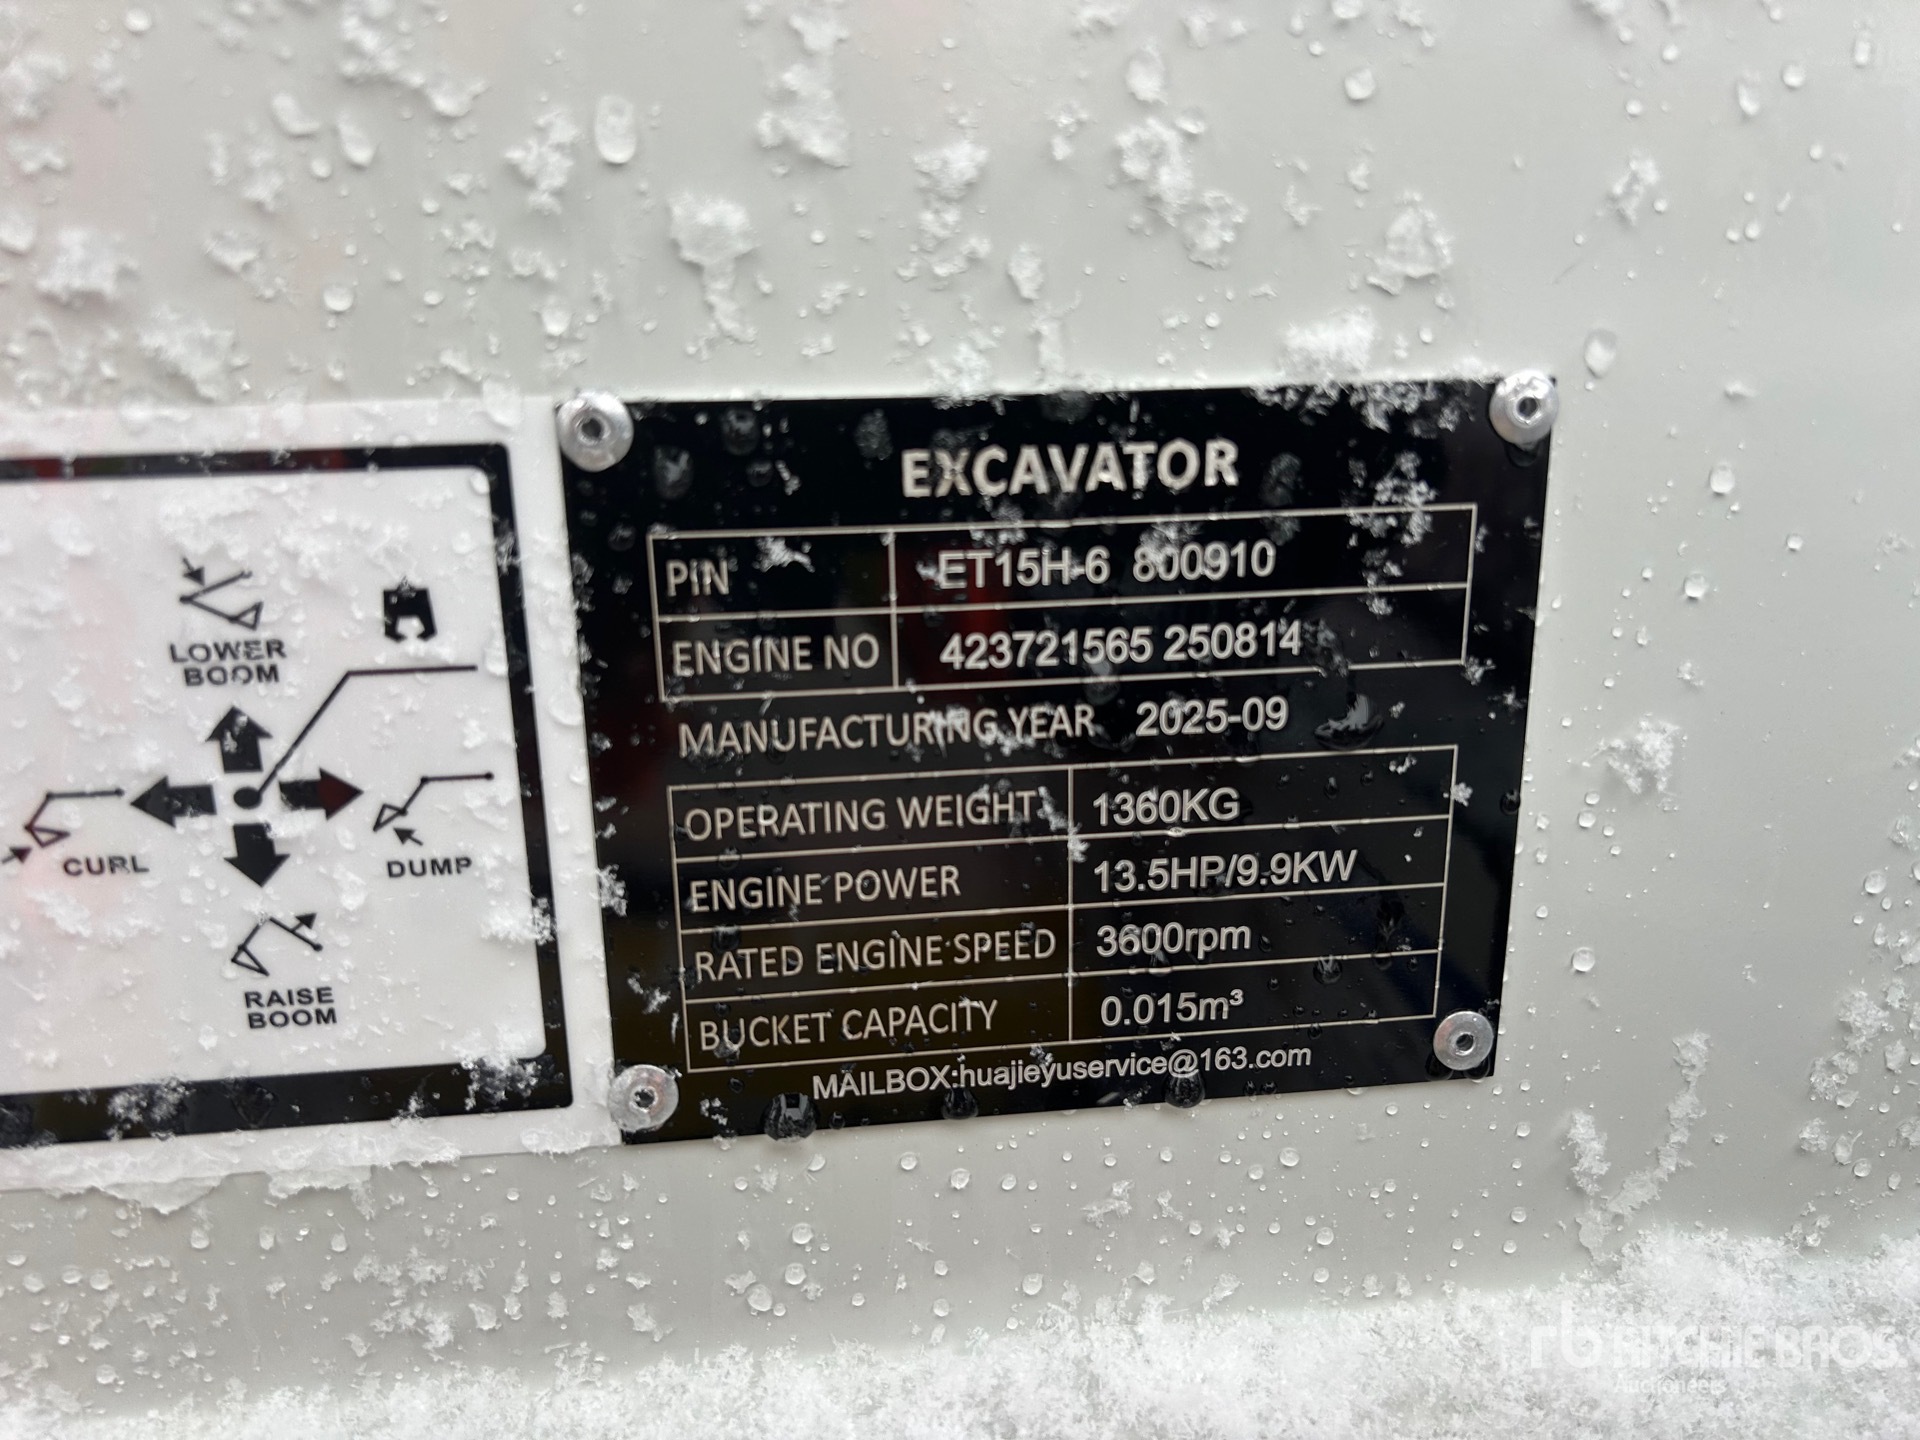 LOWER
BOOM
CURL
DUMP
RAISE
BOOM
EXCAVATOR
PIN ET15H-6 800910
ENGINE NO 423721565 250814
MANUFACTURING YEAR 2025-09
OPERATING WEIGHT 1360KG
ENGINE POWER 13.5HP/9.9KW
RATED ENGINE SPEED 3600rpm
BUCKET CAPACITY 0.015m³
MAILBOX:huajieyuservice@163.com
rb RITCHIE BROS.
Auctioneers